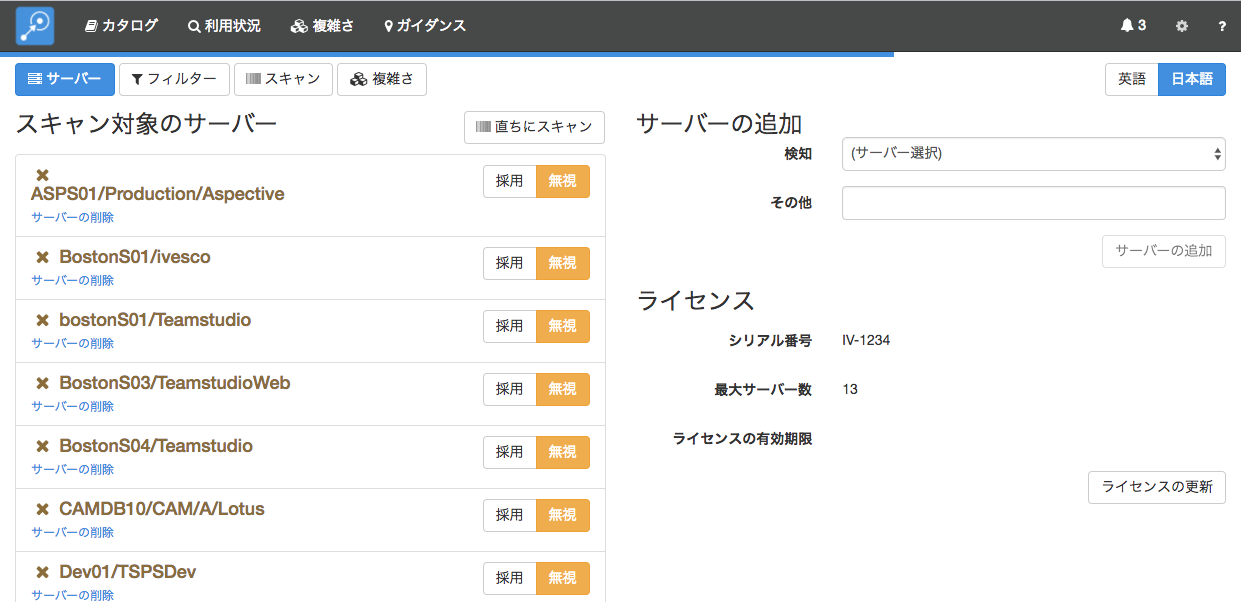 カタログ 利用状況 複雑さ ガイダンス 3 ?
サーバー フィルター スキャン 複雑さ 英語 日本語
スキャン対象のサーバー 直ちにスキャン
ASPS01/Production/Aspective 採用 無視
サーバーの削除
BostonS01/ivesco 採用 無視
サーバーの削除
bostonS01/Teamstudio 採用 無視
サーバーの削除
BostonS03/TeamstudioWeb 採用 無視
サーバーの削除
BostonS04/Teamstudio 採用 無視
サーバーの削除
CAMDB10/CAM/A/Lotus 採用 無視
サーバーの削除
Dev01/TSPSDev 採用 無視
サーバーの削除
サーバーの追加
検知 (サーバー選択)
その他
サーバーの追加
ライセンス
シリアル番号 IV-1234
最大サーバー数 13
ライセンスの有効期限
ライセンスの更新